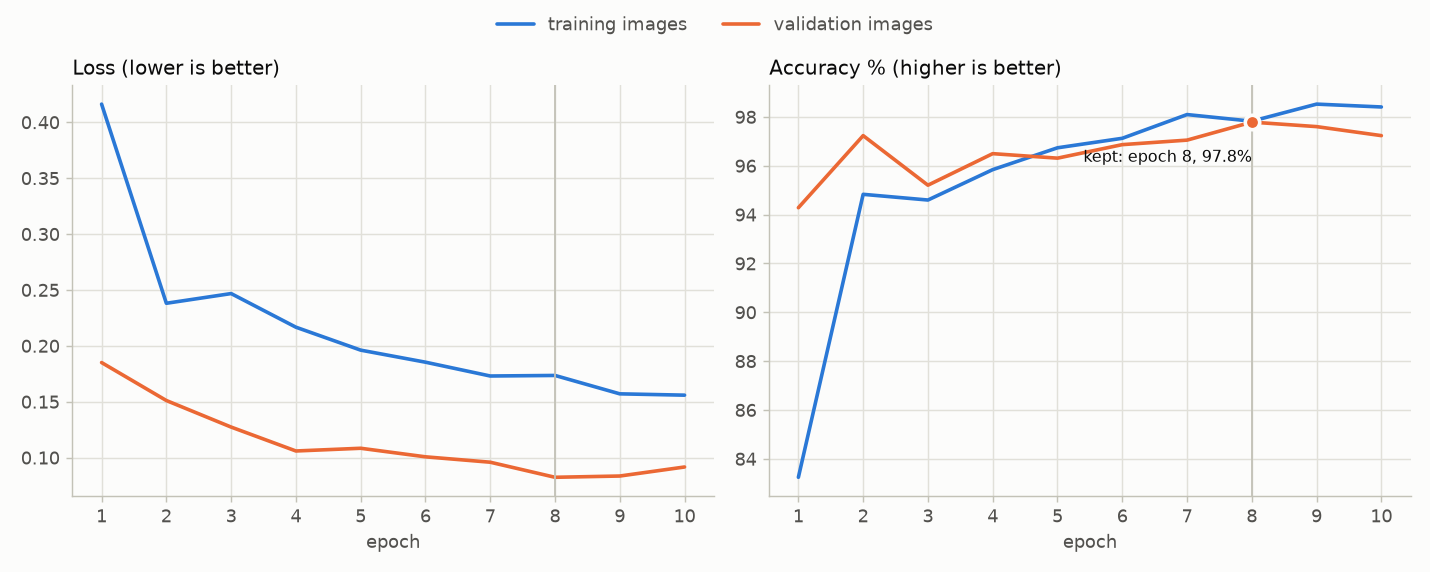 training images
validation images
Loss (lower is better)
0.40
0.35
0.30
0.25
0.20
0.15
0.10
1 2 3 4 5 6 7 8 9 10
epoch
Accuracy % (higher is better)
98
96
94
92
90
88
86
84
kept: epoch 8, 97.8%
1 2 3 4 5 6 7 8 9 10
epoch